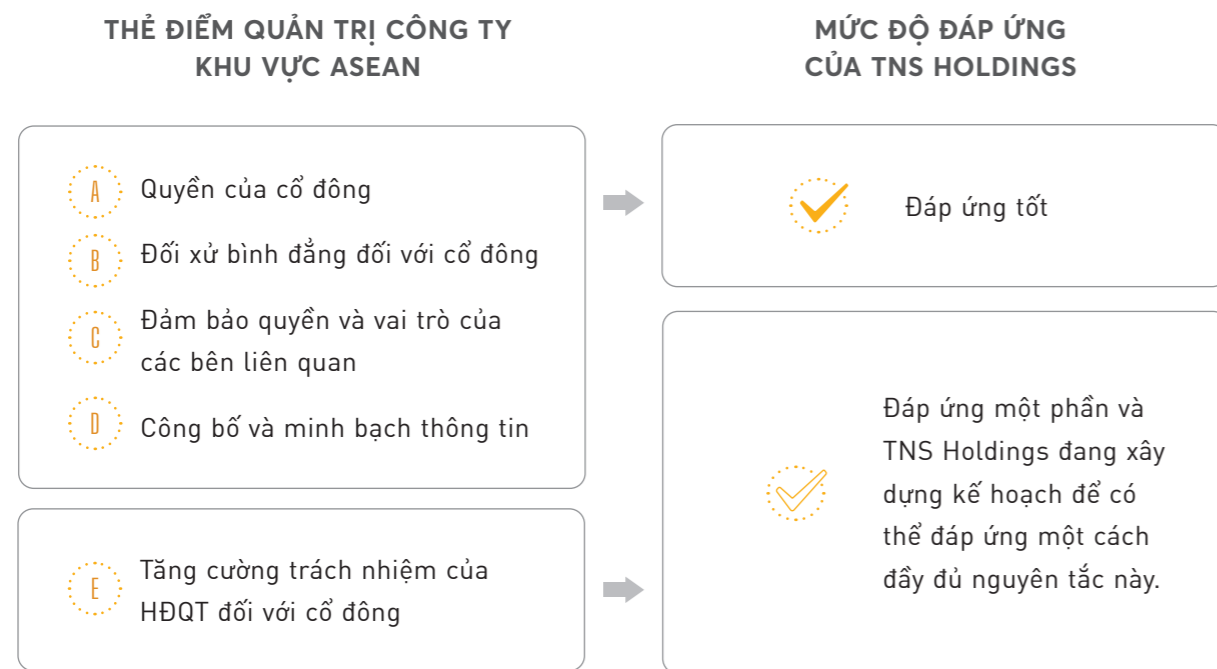 THẺ ĐIỂM QUẢN TRỊ CÔNG TY
KHU VỰC ASEAN
A Quyền của cổ đông
B Đối xử bình đẳng đối với cổ đông
C Đảm bảo quyền và vai trò của
các bên liên quan
D Công bố và minh bạch thông tin
E Tăng cường trách nhiệm của
HĐQT đối với cổ đông
MỨC ĐỘ ĐÁP ỨNG
CỦA TNS HOLDINGS
Đáp ứng tốt
Đáp ứng một phần và
TNS Holdings đang xây
dựng kế hoạch để có
thể đáp ứng một cách
đầy đủ nguyên tắc này.